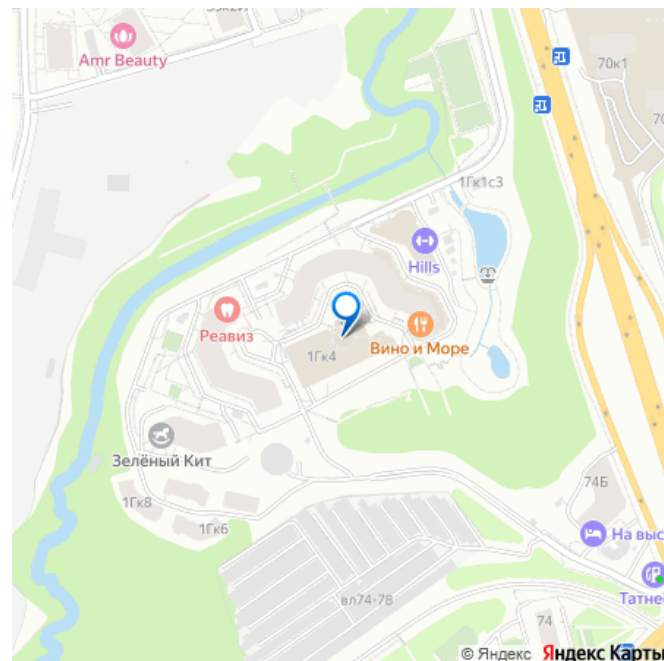 Amr Beauty
70к1
1Гк1с3
Hills
Реавиз
Вино и Море
1Гк4
Зелёный Кит
74Б
1Гк8
1Гк6
На выс
Татне
вл74-78
74
© Яндекс Яндекс Карты